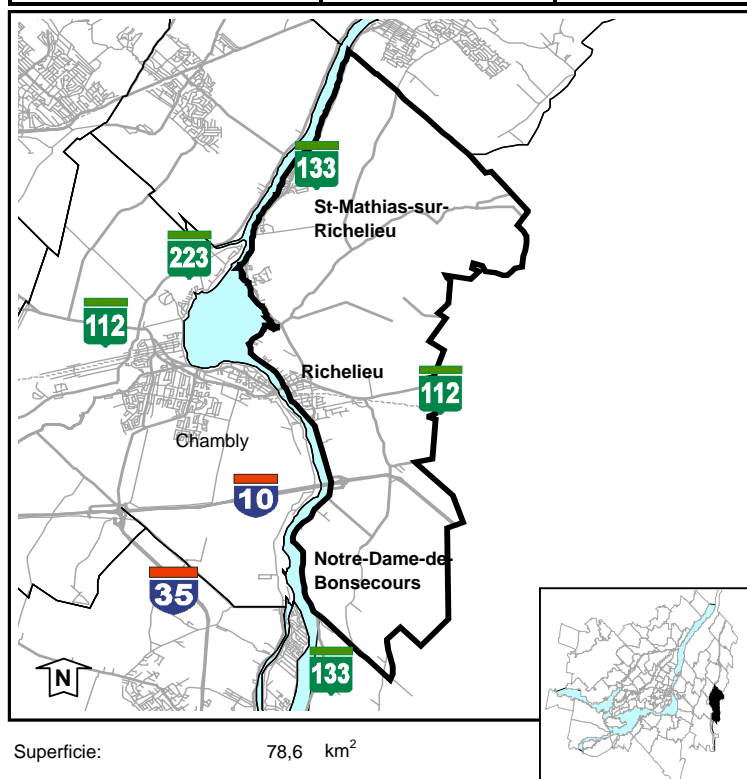 133
St-Mathias-sur-
Richelieu
223
112
Richelieu
112
Chambly
10
Notre-Dame-de-
Bonsecours
35
N
133
Superficie: 78,6 km²